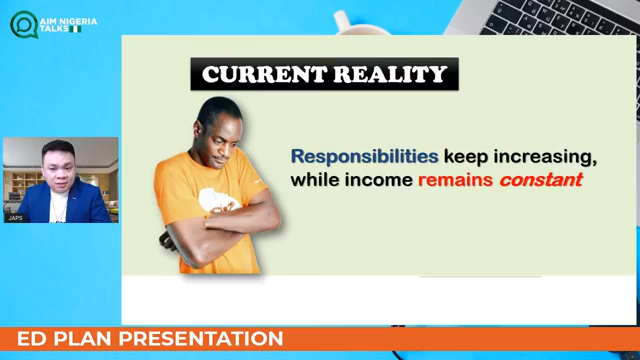 AIM NIGERIA
TALKS
CURRENT REALITY
Responsibilities keep increasing,
while income remains constant
JAPS
ED PLAN PRESENTATION